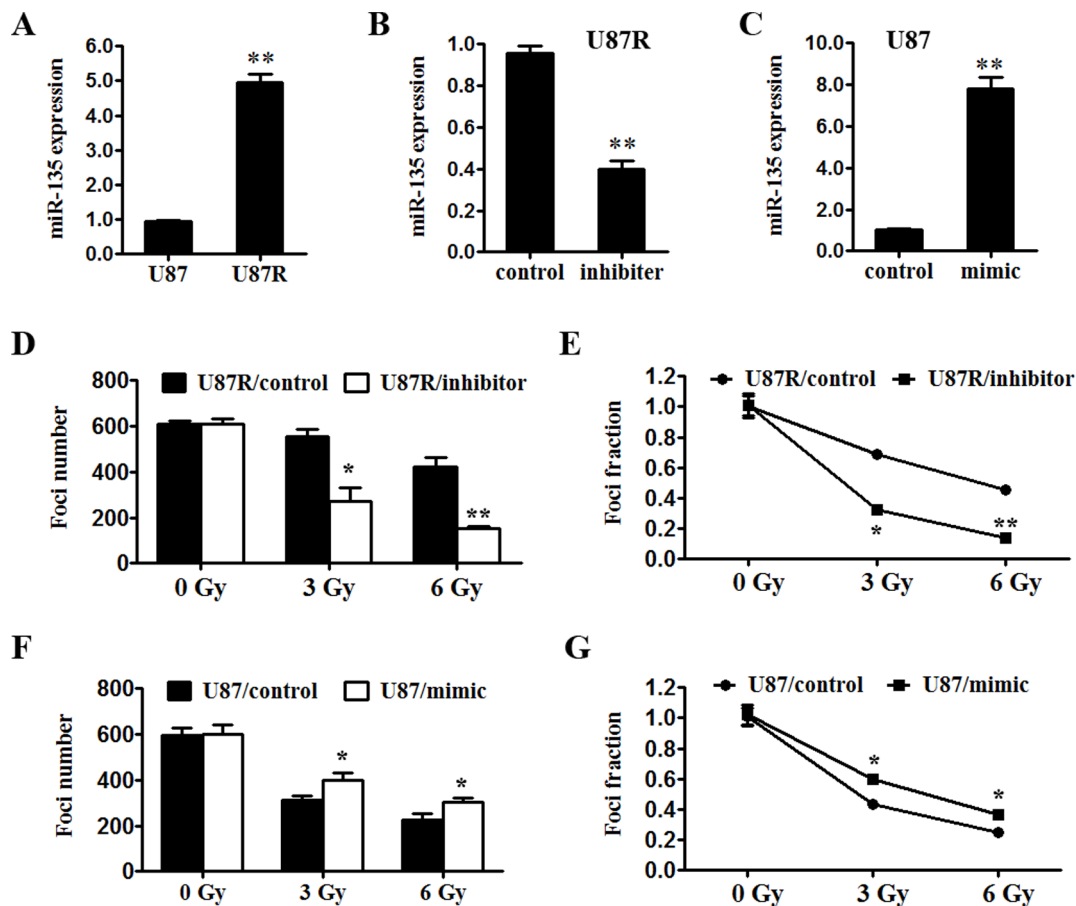 A
B
C
U87R
U87
miR-135 expression
6.0
5.0
4.0
3.0
2.0
1.0
0.0
**
U87
U87R
miR-135 expression
1.0
0.8
0.6
0.4
0.2
0.0
**
control
inhibiter
miR-135 expression
10.0
8.0
6.0
4.0
2.0
0.0
**
control
mimic
D
U87R/control
U87R/inhibitor
Foci number
800
600
400
200
0
*
**
0 Gy
3 Gy
6 Gy
E
U87R/control
U87R/inhibitor
Foci fraction
1.2
1.0
0.8
0.6
0.4
0.2
0.0
*
**
0 Gy
3 Gy
6 Gy
F
U87/control
U87/mimic
Foci number
800
600
400
200
0
*
*
0 Gy
3 Gy
6 Gy
G
U87/control
U87/mimic
Foci fraction
1.2
1.0
0.8
0.6
0.4
0.2
0.0
*
*
0 Gy
3 Gy
6 Gy